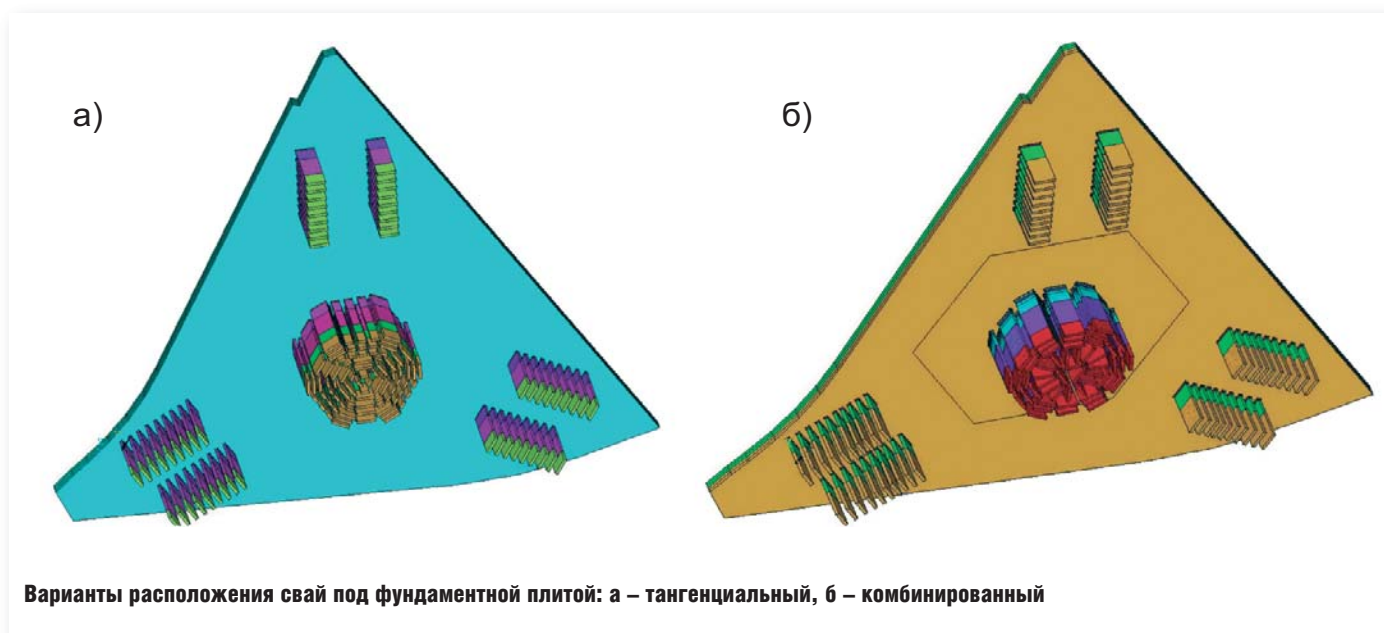 а)
б)
Варианты расположения свай под фундаментной плитой: а – тангенциальный, б – комбинированный